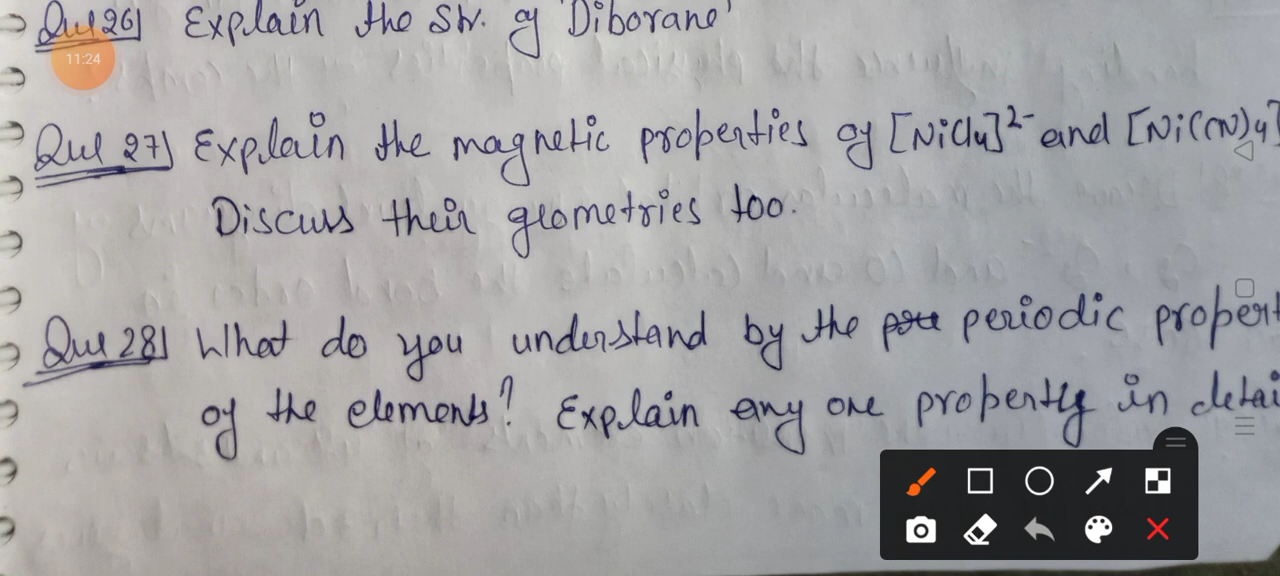 Que 26) Explain the Str. of 'Diborane'
11:24
Que 27) Explain the magnetic properties of [NiCl4]2- and [Ni(CN)4]
Discuss their geometries too.
Que 28) What do you understand by the periodic propert
of the elements? Explain any one property in detai